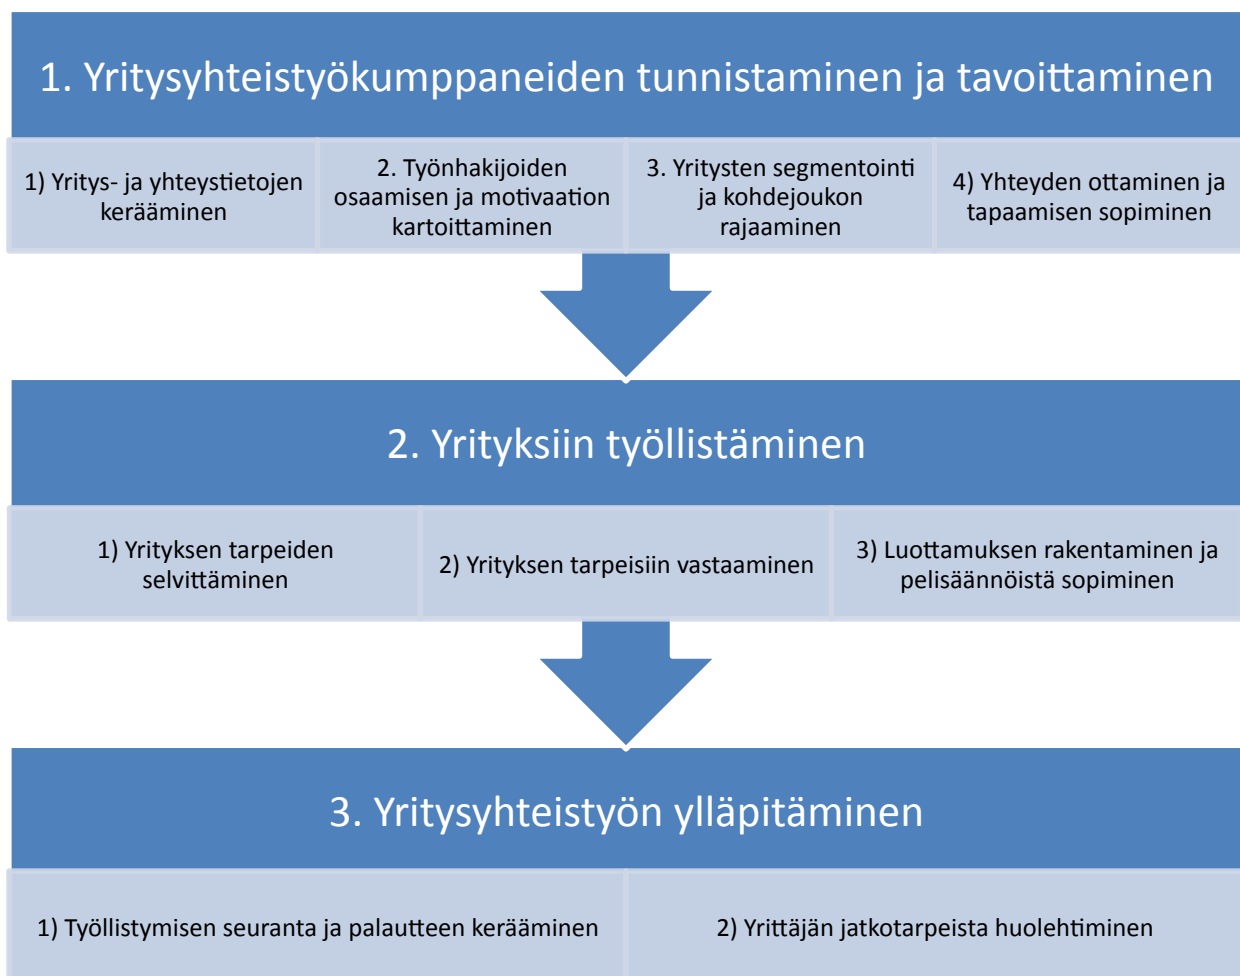 1. Yritysyhteistyökumppaneiden tunnistaminen ja tavoittaminen
1) Yritys- ja yhteystietojen
kerääminen
2. Työnhakijoiden
osaamisen ja motivaation
kartoittaminen
3. Yritysten segmentointi
ja kohdejoukon
rajaaminen
4) Yhteyden ottaminen ja
tapaamisen sopiminen
2. Yrityksiin työllistäminen
1) Yrityksen tarpeiden
selvittäminen
2) Yrityksen tarpeisiin vastaaminen
3) Luottamuksen rakentaminen ja
pelisäännöistä sopiminen
3. Yritysyhteistyön ylläpitäminen
1) Työllistymisen seuranta ja palautteen kerääminen
2) Yrittäjän jatkotarpeista huolehtiminen